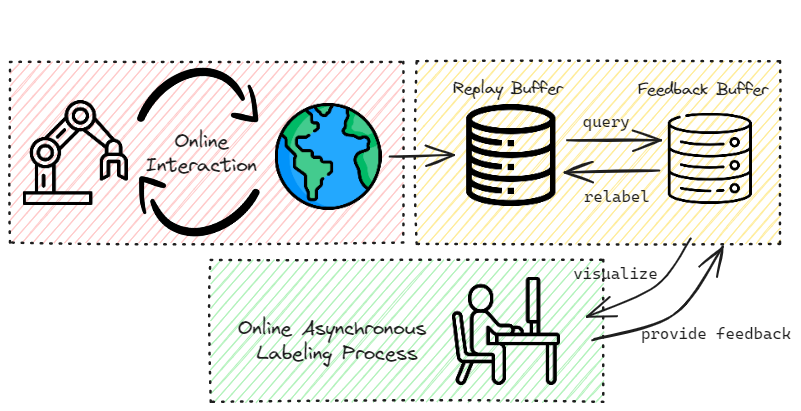 Replay Buffer
Feedback Buffer
query
Online
Interaction
relabel
visualize
Online Asynchronous
Labeling Process
provide feedback